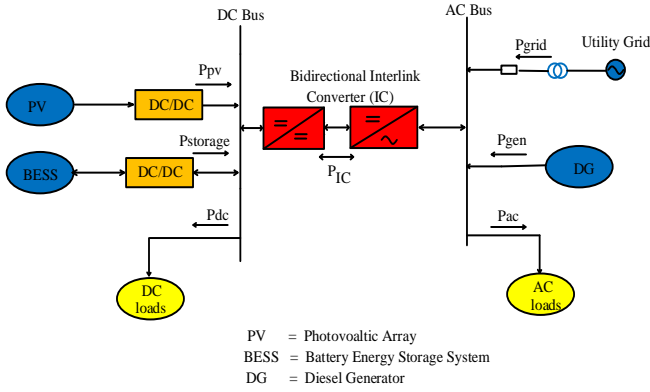 DC Bus
AC Bus
Ppv
Pgrid
Utility Grid
Bidirectional Interlink
Converter (IC)
PV
DC/DC
Pstorage
Pgen
BESS
DC/DC
PIC
DG
Pdc
Pac
DC
loads
AC
loads
PV = Photovoaltic Array
BESS = Battery Energy Storage System
DG = Diesel Generator